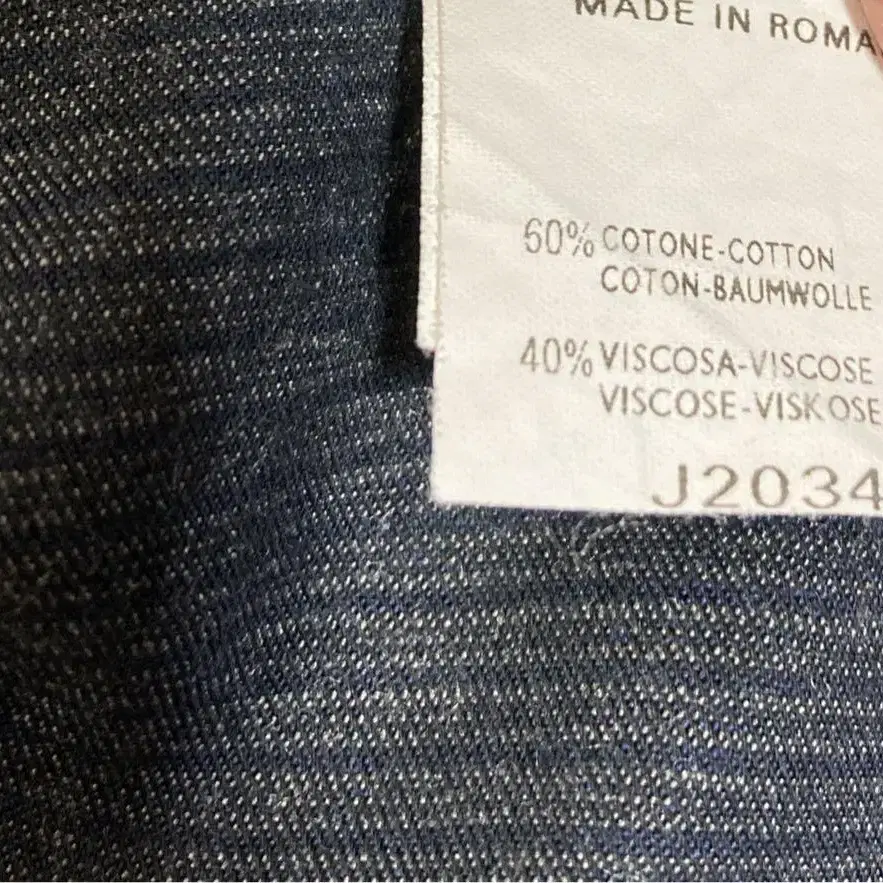 MADE IN ROMA
60% COTONE-COTTON
COTON-BAUMWOLLE
40% VISCOSA-VISCOSE
VISCOSE-VISKOSE
J2034